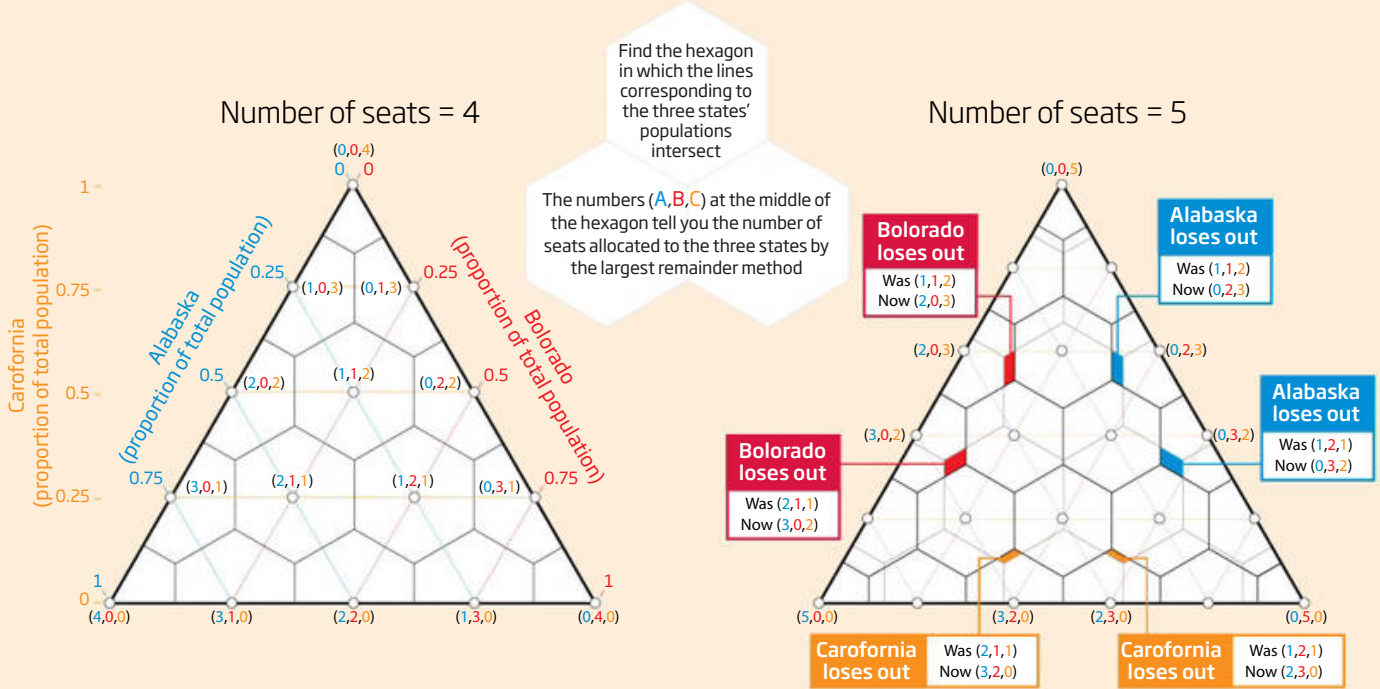 Find the hexagon
in which the lines
corresponding to
the three states'
populations
intersect
The numbers (A,B,C) at the middle of
the hexagon tell you the number of
seats allocated to the three states by
the largest remainder method
Number of seats = 4
Carofornia
(proportion of total population)
1
0.75
0.5
0.25
0
Alabaska
(proportion of total population)
0
0.25
0.5
0.75
1
Bolorado
(proportion of total population)
0
0.25
0.5
0.75
1
(0,0,4)
(1,0,3)
(0,1,3)
(2,0,2)
(1,1,2)
(0,2,2)
(3,0,1)
(2,1,1)
(1,2,1)
(0,3,1)
(4,0,0)
(3,1,0)
(2,2,0)
(1,3,0)
(0,4,0)
Number of seats = 5
(0,0,5)
Bolorado
loses out
Was (1,1,2)
Now (2,0,3)
Alabaska
loses out
Was (1,1,2)
Now (0,2,3)
(2,0,3)
(0,2,3)
Alabaska
loses out
Was (1,2,1)
Now (0,3,2)
(3,0,2)
(0,3,2)
Bolorado
loses out
Was (2,1,1)
Now (3,0,2)
(5,0,0)
(3,2,0)
(2,3,0)
(0,5,0)
Carofornia
loses out
Was (2,1,1)
Now (3,2,0)
Carofornia
loses out
Was (1,2,1)
Now (2,3,0)